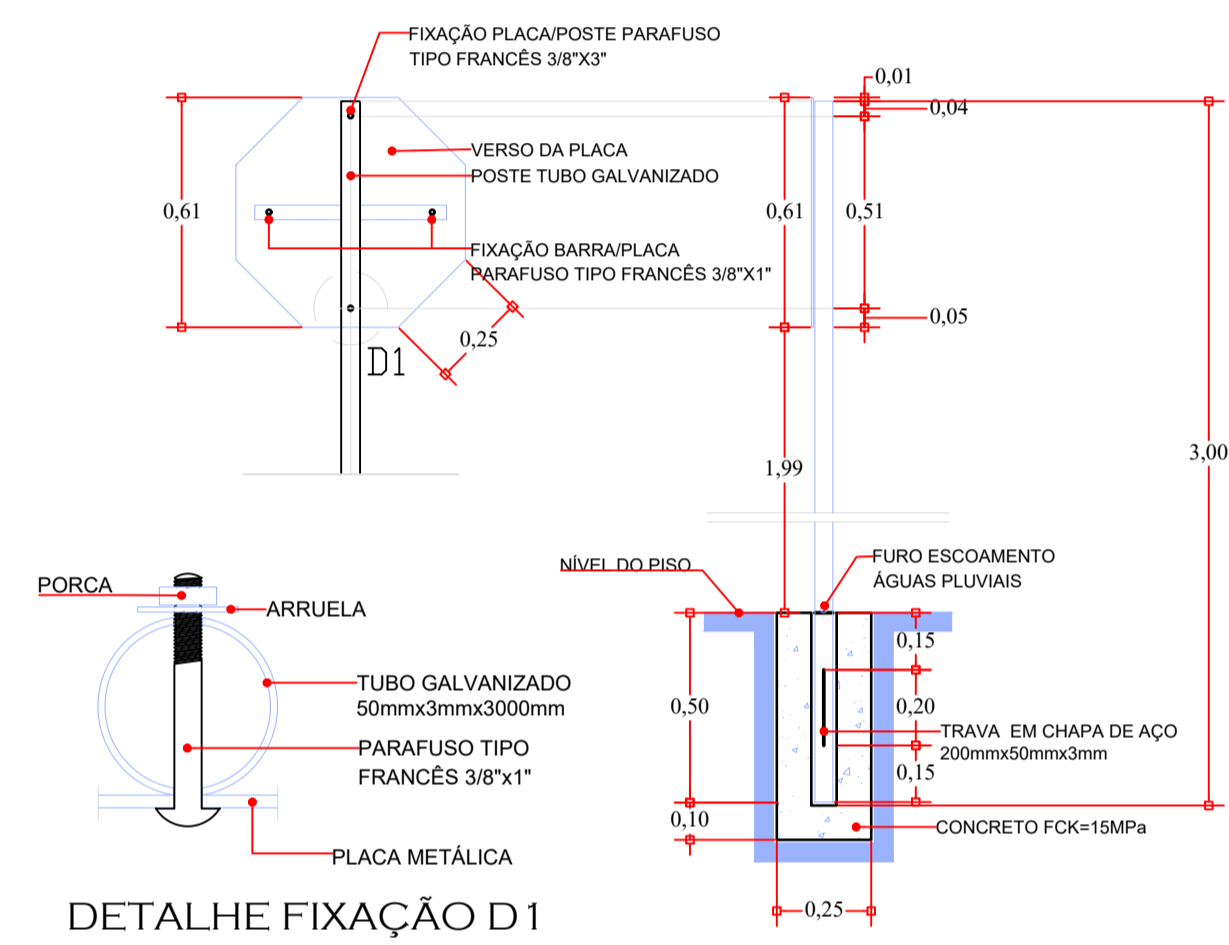 FIXAÇÃO PLACA/POSTE PARAFUSO
TIPO FRANCÊS 3/8"X3"
0,01
0,04
VERSO DA PLACA
POSTE TUBO GALVANIZADO
0,61
0,61
0,51
FIXAÇÃO BARRA/PLACA
PARAFUSO TIPO FRANCÊS 3/8"X1"
0,05
0,25
D1
1,99
3,00
NÍVEL DO PISO
FURO ESCOAMENTO
ÁGUAS PLUVIAIS
PORCA
ARRUELA
0,15
TUBO GALVANIZADO
50mmx3mmx3000mm
0,50
0,20
TRAVA EM CHAPA DE AÇO
200mmx50mmx3mm
PARAFUSO TIPO
FRANCÊS 3/8"x1"
0,15
0,10
CONCRETO FCK=15MPa
PLACA METÁLICA
0,25
DETALHE FIXAÇÃO D1